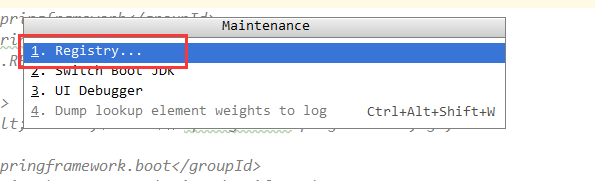 pringframework</groupId>
Maintenance
1. Registry...
2. Switch Boot JDK
3. UI Debugger
4. Dump lookup element weights to log Ctrl+Alt+Shift+W
pringframework.boot</groupId>